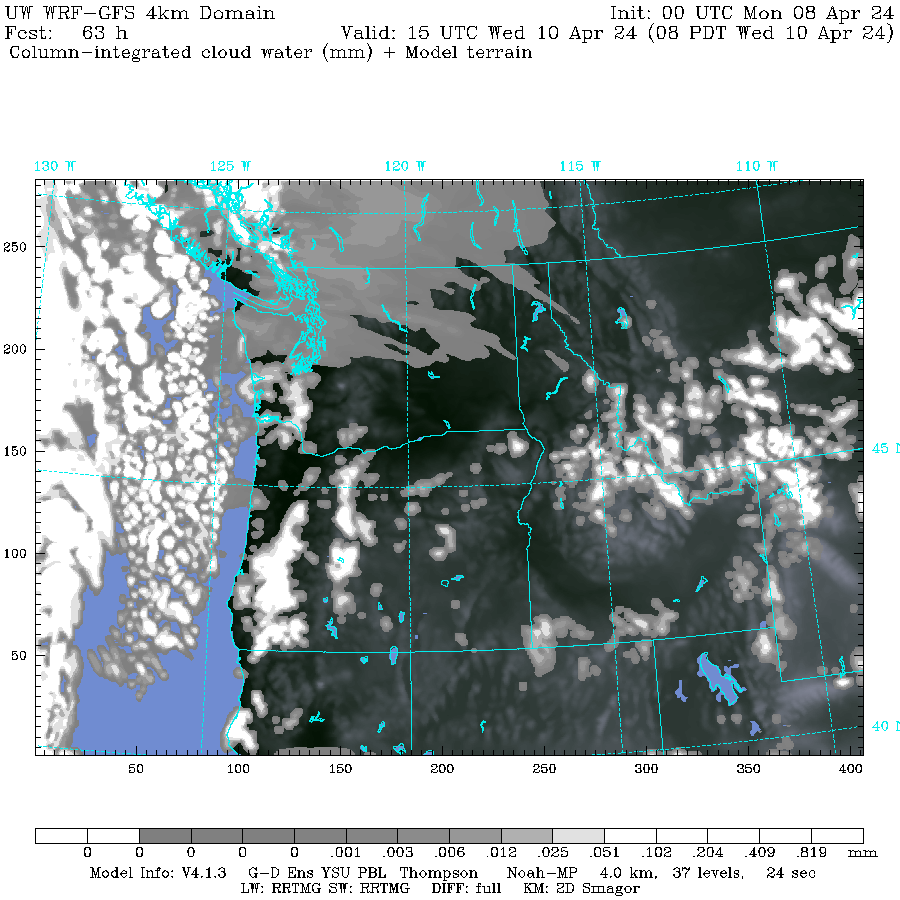 UW WRF-GFS 4km Domain Init: 00 UTC Mon 08 Apr 24
Fcst: 63 h Valid: 15 UTC Wed 10 Apr 24 (08 PDT Wed 10 Apr 24)
Column-integrated cloud water (mm) + Model terrain
130 W 125 W 120 W 115 W 110 W
250
200
150
100
50
45 N
40 N
50 100 150 200 250 300 350 400
0 0 0 0 .001 .003 .006 .012 .025 .051 .102 .204 .409 .819 mm
Model Info: V4.1.3 G-D Ens YSU PBL Thompson Noah-MP 4.0 km, 37 levels, 24 sec
LW: RRTMG SW: RRTMG DIFF: full KM: 2D Smagor